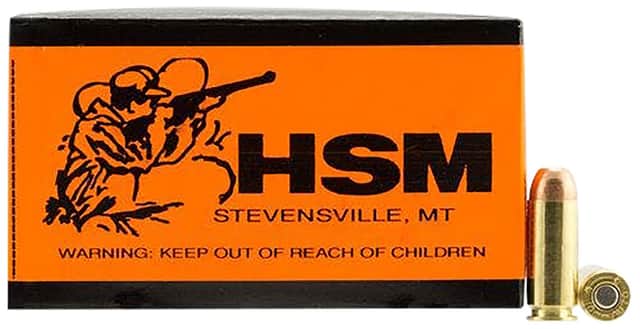 HSM
STEVENSVILLE, MT
WARNING: KEEP OUT OF REACH OF CHILDREN